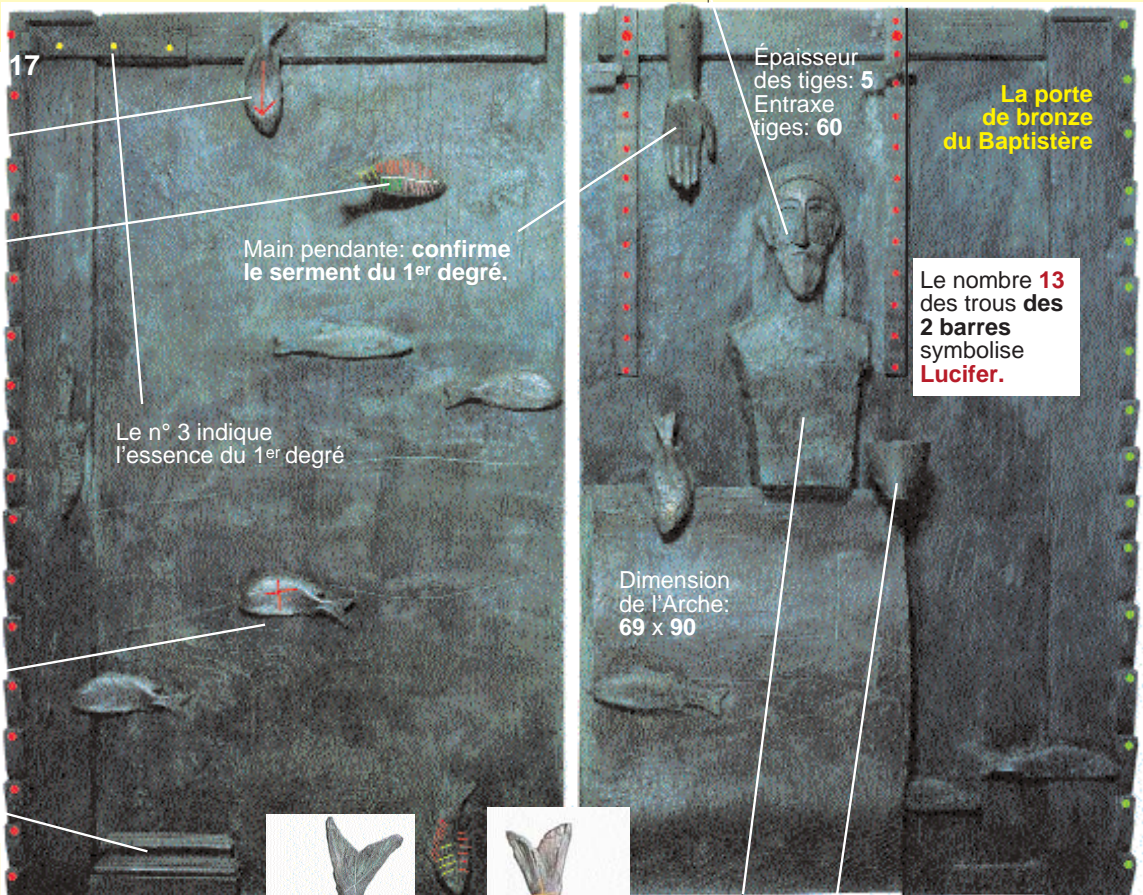 17
Épaisseur
des tiges: 5
Entraxe
tiges: 60
La porte
de bronze
du Baptistère
Main pendante: confirme
le serment du 1er degré.
Le nombre 13
des trous des
2 barres
symbolise
Lucifer.
Le n° 3 indique
l'essence du 1er degré
Dimension
de l'Arche:
69 x 90